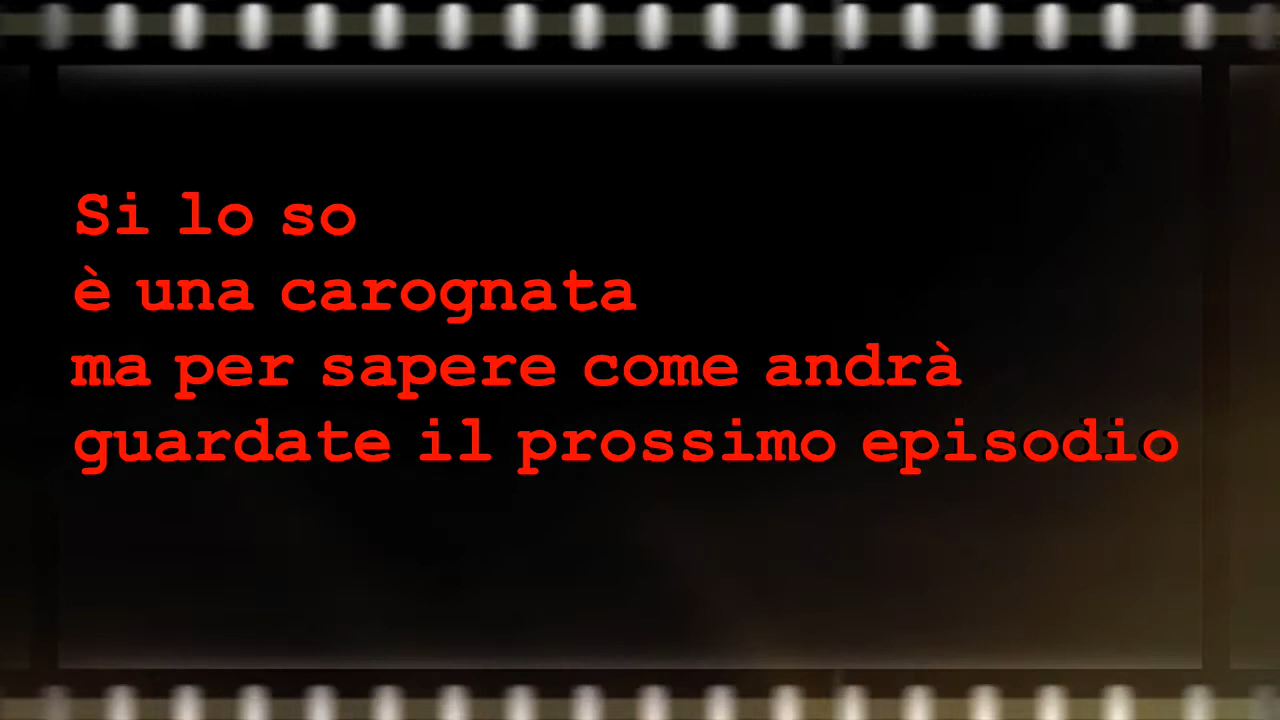 Si lo so
è una carognata
ma per sapere come andrà
guardate il prossimo episodio